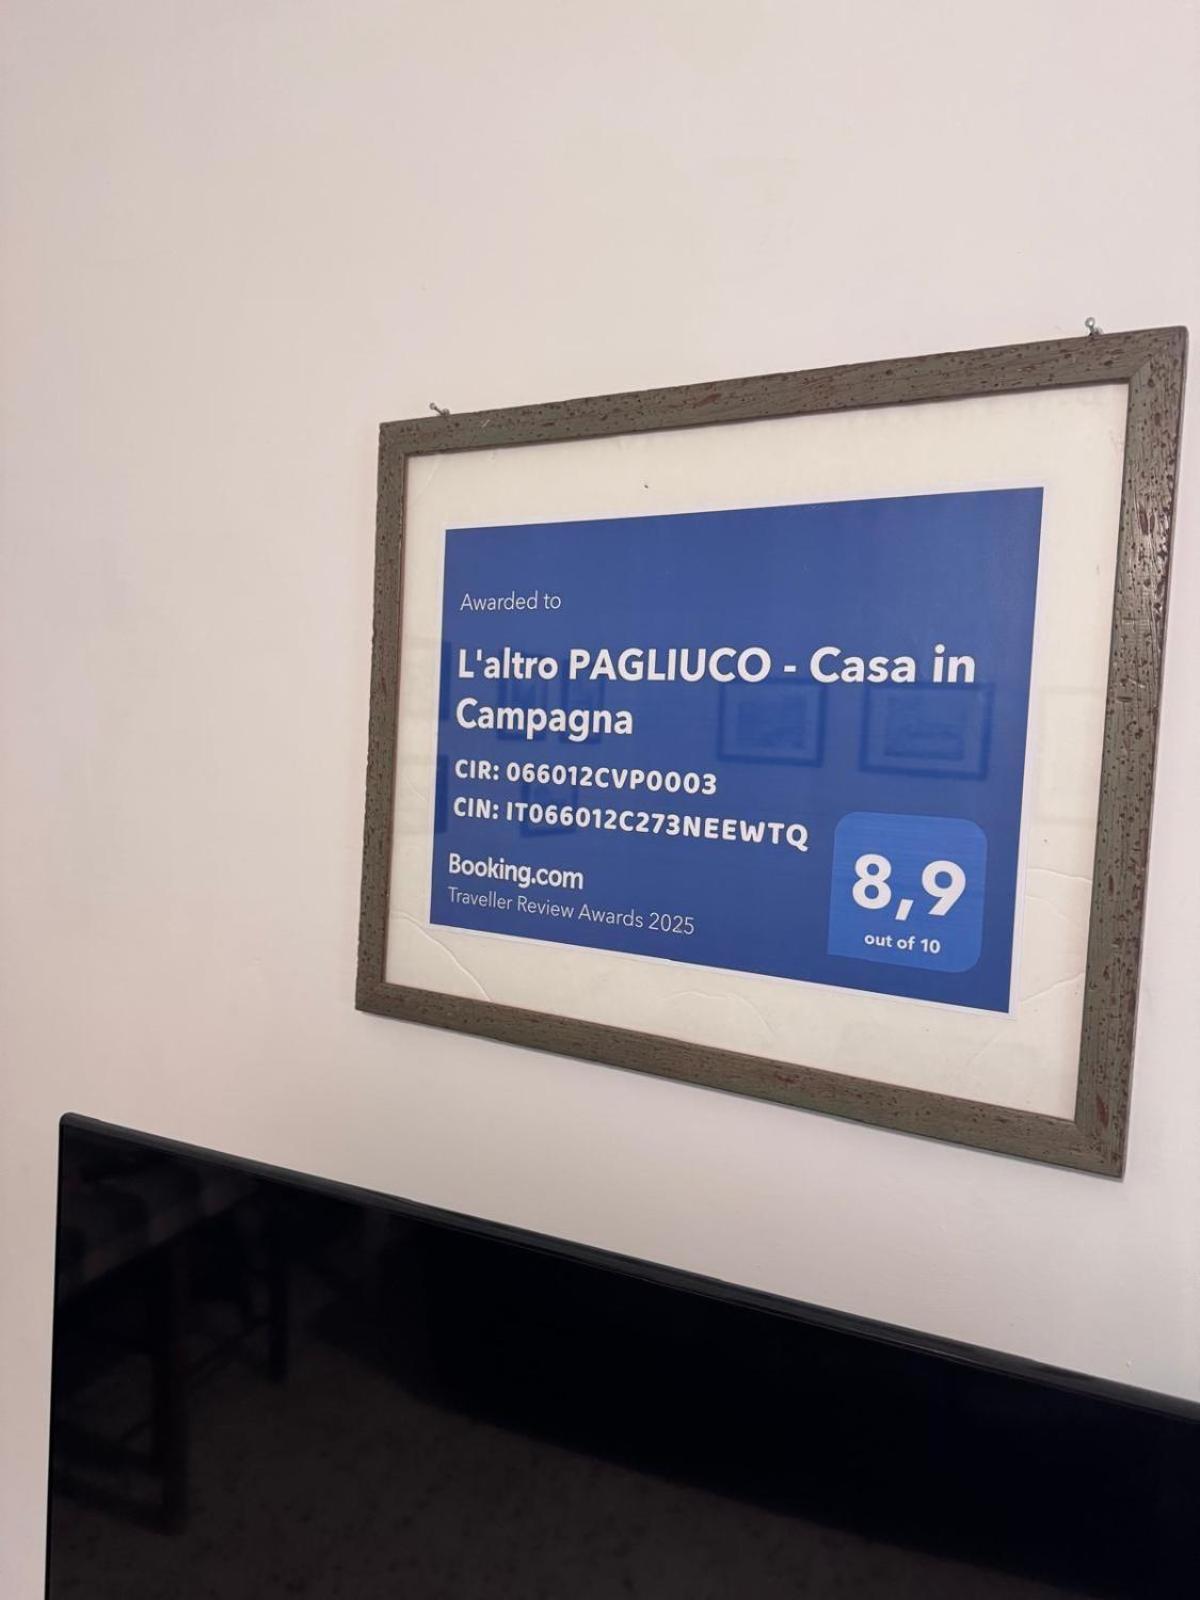 Awarded to
L'altro PAGLIUCO - Casa in
Campagna
CIR: 066012CVP0003
CIN: IT066012C273NEEWTQ
Booking.com
Traveller Review Awards 2025
8,9
out of 10